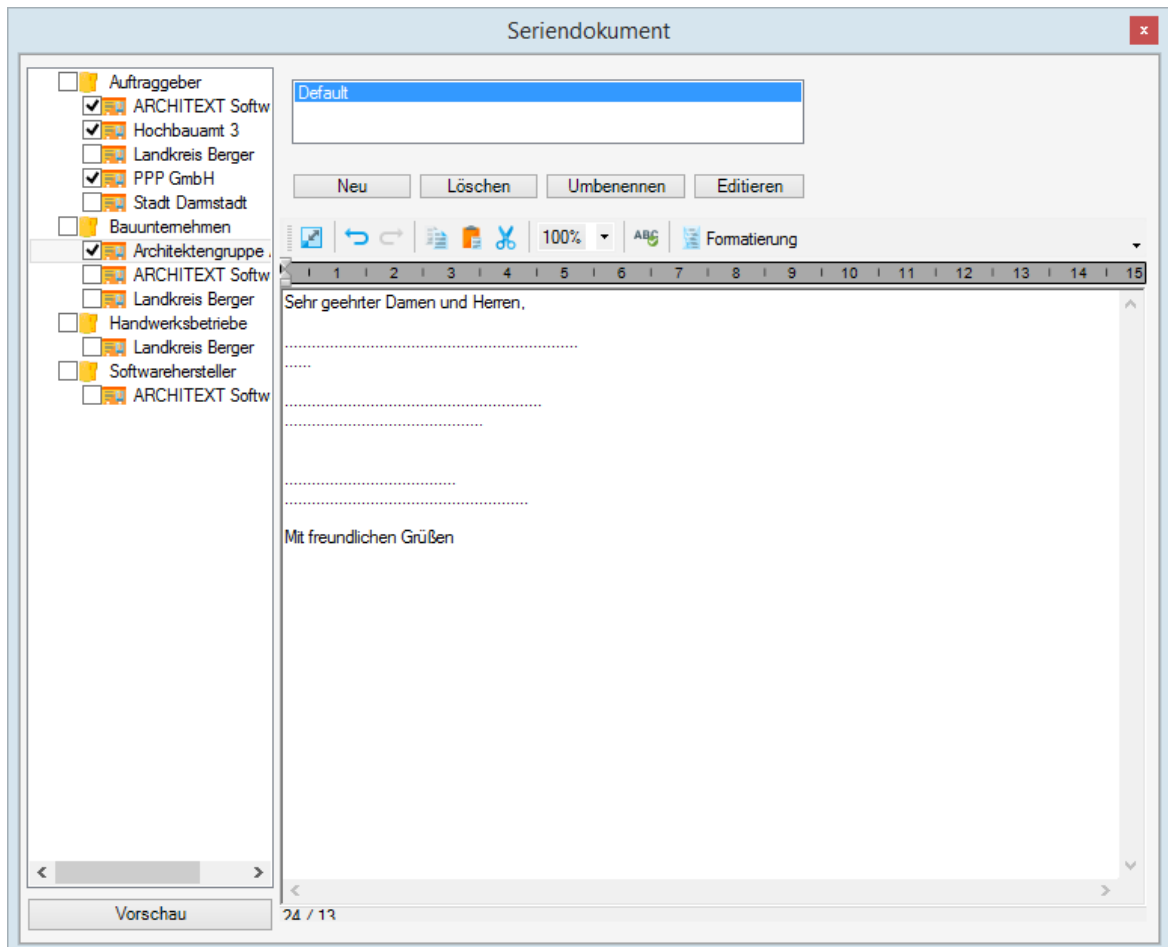 Seriendokument
x
Auftraggeber
ARCHITEXT Softw
Hochbauamt 3
Landkreis Berger
PPP GmbH
Stadt Darmstadt
Bauunternehmen
Architektengruppe
ARCHITEXT Softw
Landkreis Berger
Handwerksbetriebe
Landkreis Berger
Softwarehersteller
ARCHITEXT Softw
Vorschau
Default
Neu Löschen Umbenennen Editieren
100% ABC Formatierung
1 2 3 4 5 6 7 8 9 10 11 12 13 14 15
Sehr geehrter Damen und Herren,
.................................................................
......
.........................................................
............................................
......................................
......................................................
Mit freundlichen Grüßen
24 / 13